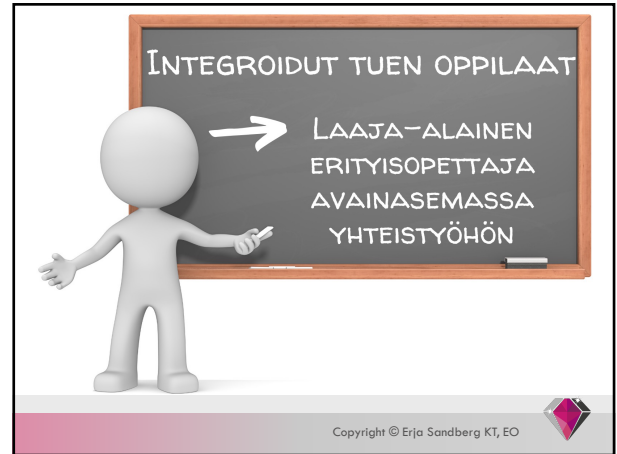 INTEGROIDUT TUEN OPPILAAT
LAAJA-ALAINEN
ERITYISOPETTAJA
AVAINASEMASSA
YHTEISTYÖHÖN
Copyright © Erja Sandberg KT, EO